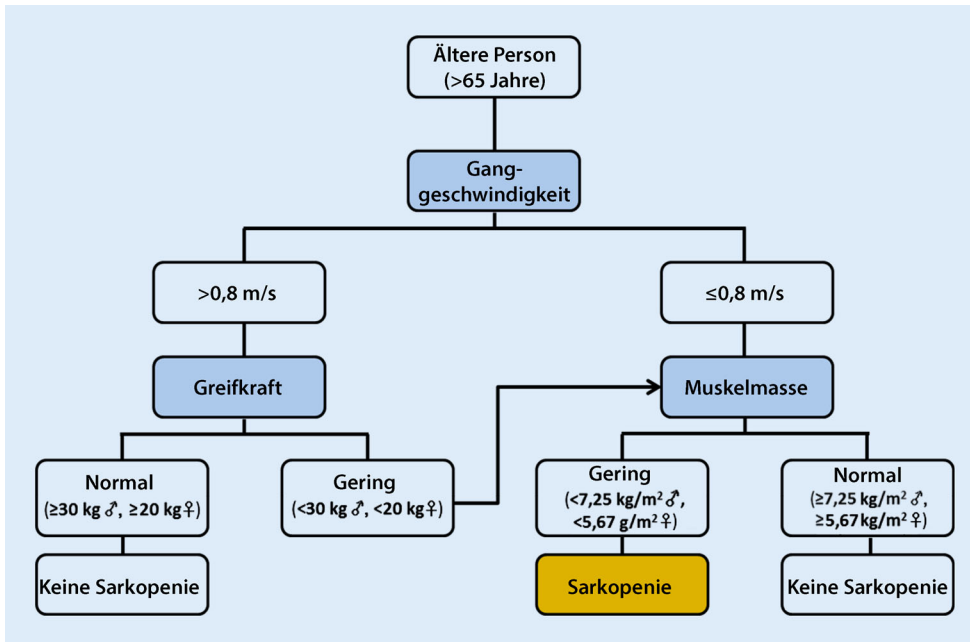 Ältere Person
(>65 Jahre)
Gang-
geschwindigkeit
>0,8 m/s
≤0,8 m/s
Greifkraft
Muskelmasse
Normal
(≥30 kg ♂, ≥20 kg♀)
Gering
(<30 kg ♂, <20 kg♀)
Gering
(<7,25 kg/m² ♂,
<5,67 g/m² ♀)
Normal
(≥7,25 kg/m² ♂,
≥5,67 kg/m² ♀)
Keine Sarkopenie
Sarkopenie
Keine Sarkopenie